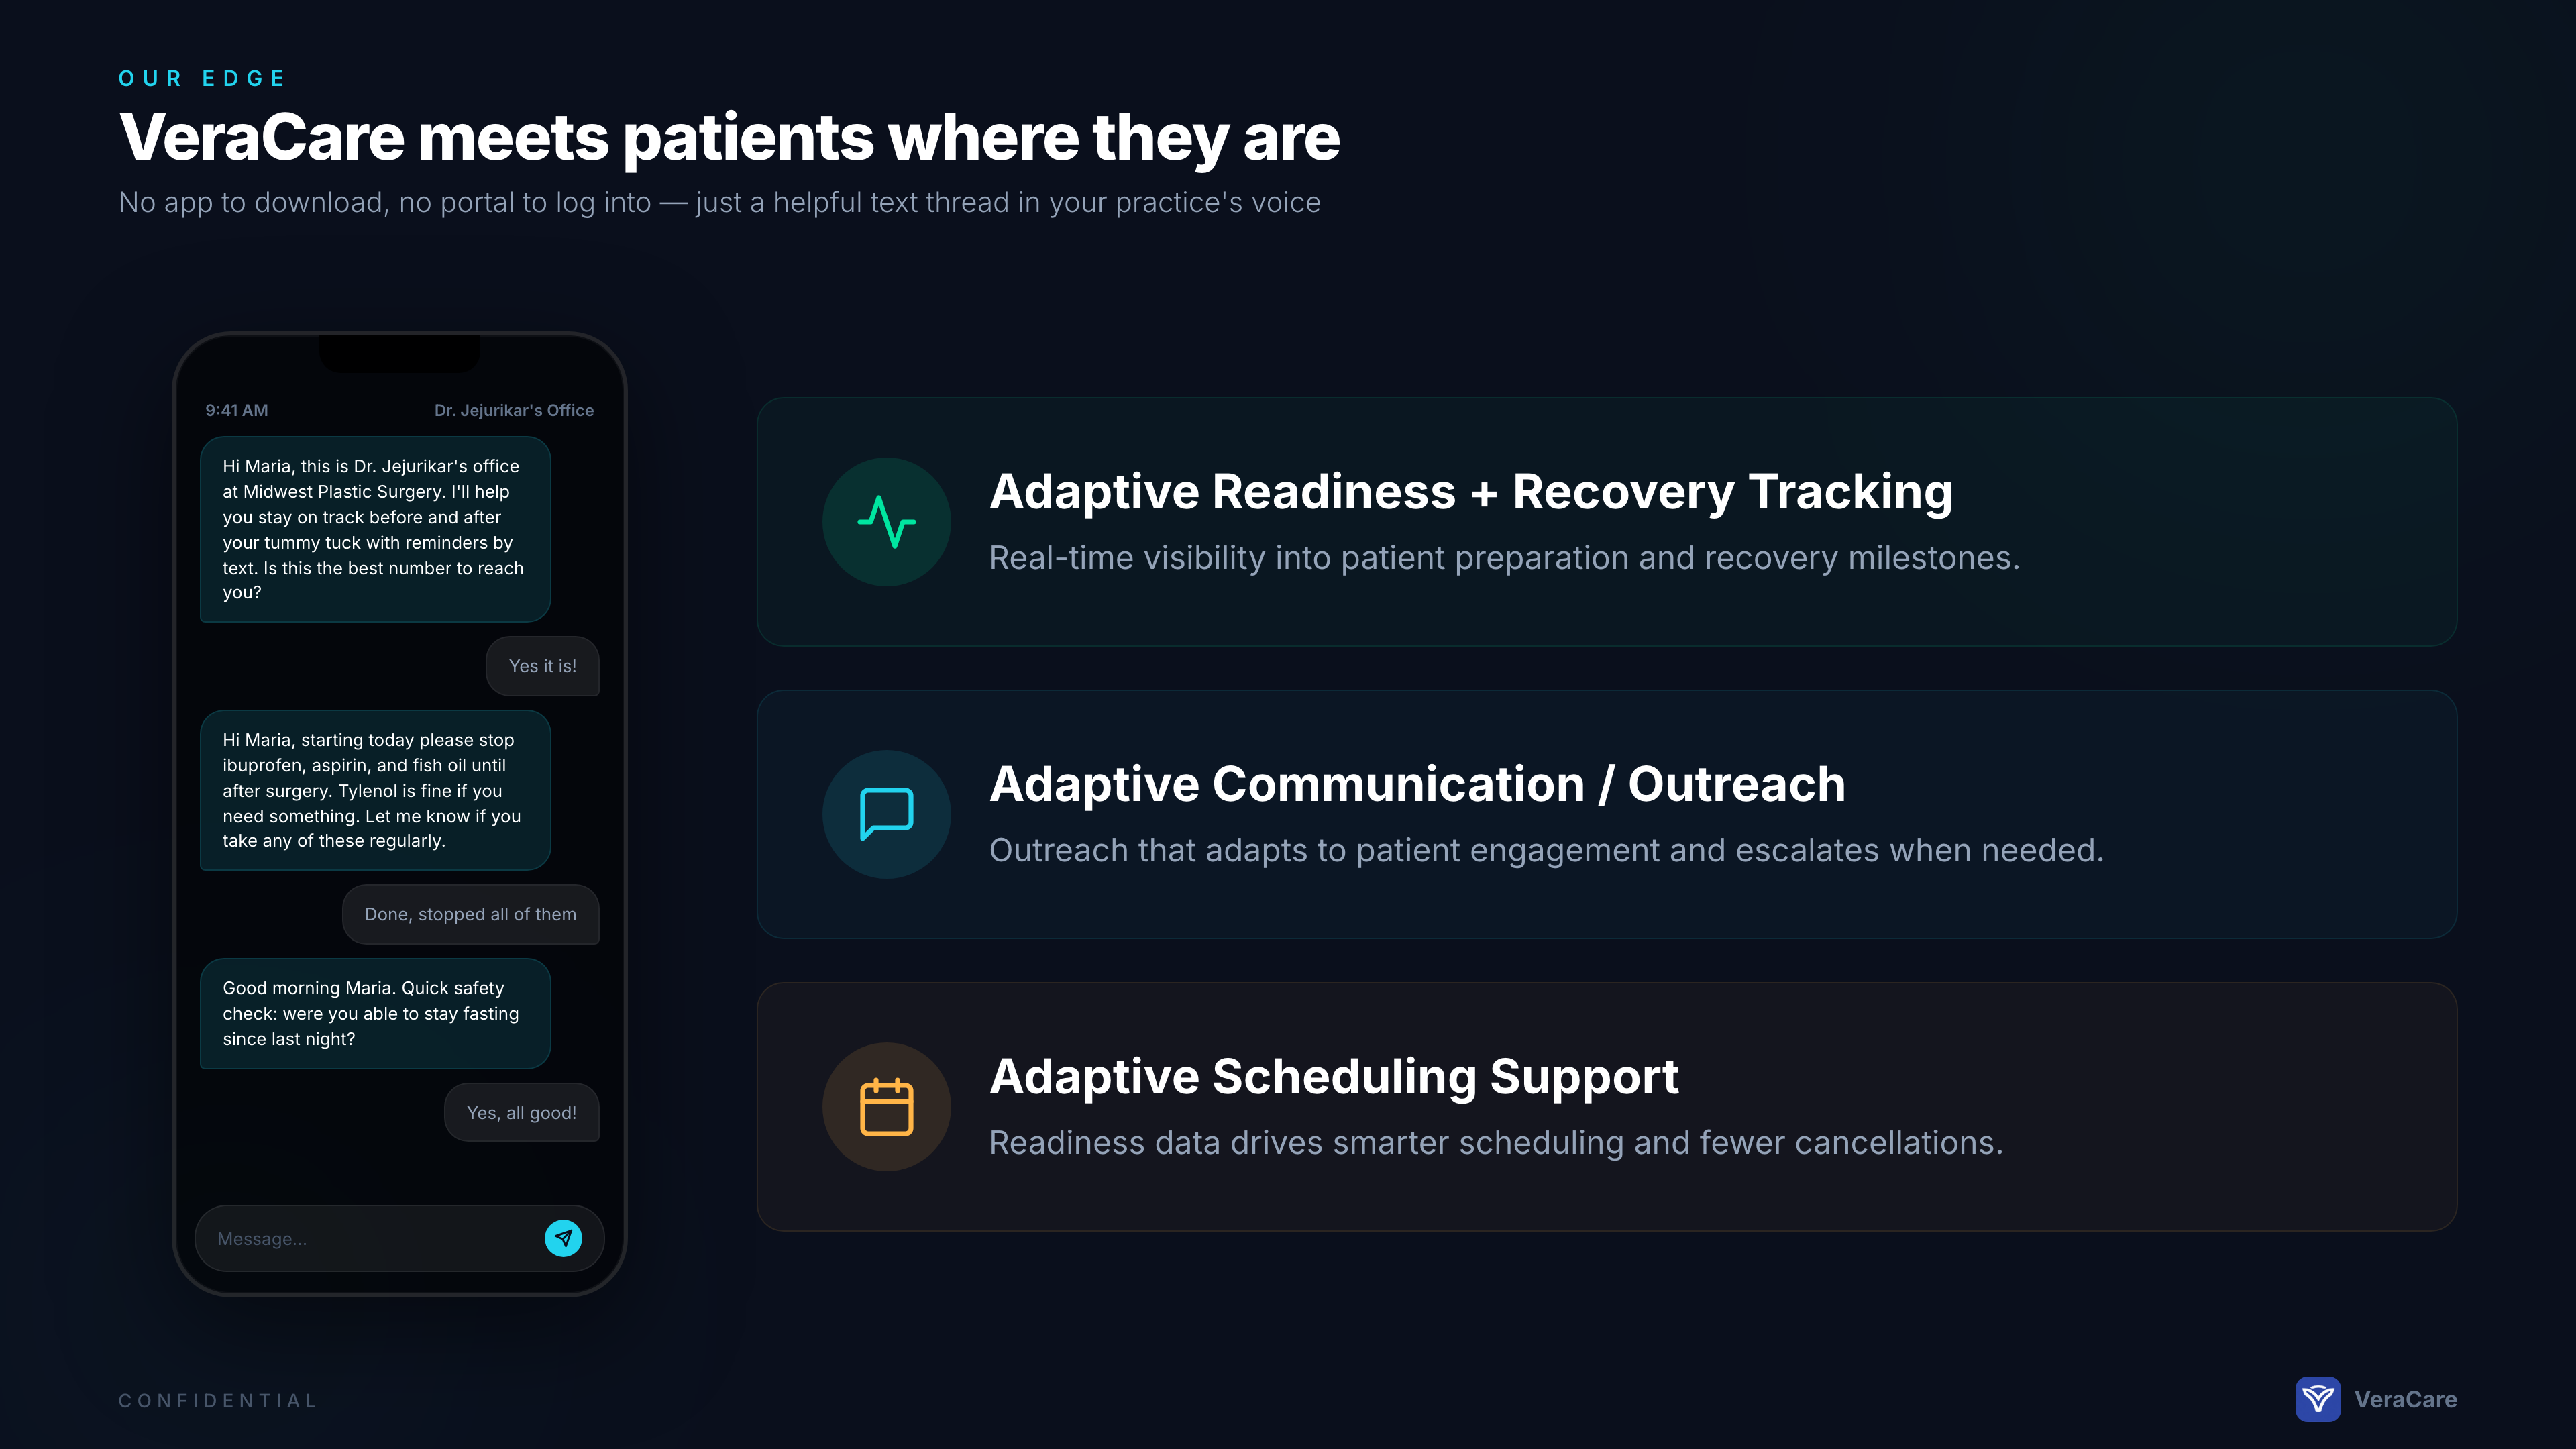 OUR EDGE
VeraCare meets patients where they are
No app to download, no portal to log into — just a helpful text thread in your practice's voice
9:41 AM
Dr. Jejurikar's Office
Hi Maria, this is Dr. Jejurikar's office
at Midwest Plastic Surgery. I'll help
you stay on track before and after
your tummy tuck with reminders by
text. Is this the best number to reach
you?
Yes it is!
Hi Maria, starting today please stop
ibuprofen, aspirin, and fish oil until
after surgery. Tylenol is fine if you
need something. Let me know if you
take any of these regularly.
Done, stopped all of them
Good morning Maria. Quick safety
check: were you able to stay fasting
since last night?
Yes, all good!
Message...
Adaptive Readiness + Recovery Tracking
Real-time visibility into patient preparation and recovery milestones.
Adaptive Communication / Outreach
Outreach that adapts to patient engagement and escalates when needed.
Adaptive Scheduling Support
Readiness data drives smarter scheduling and fewer cancellations.
CONFIDENTIAL
VeraCare